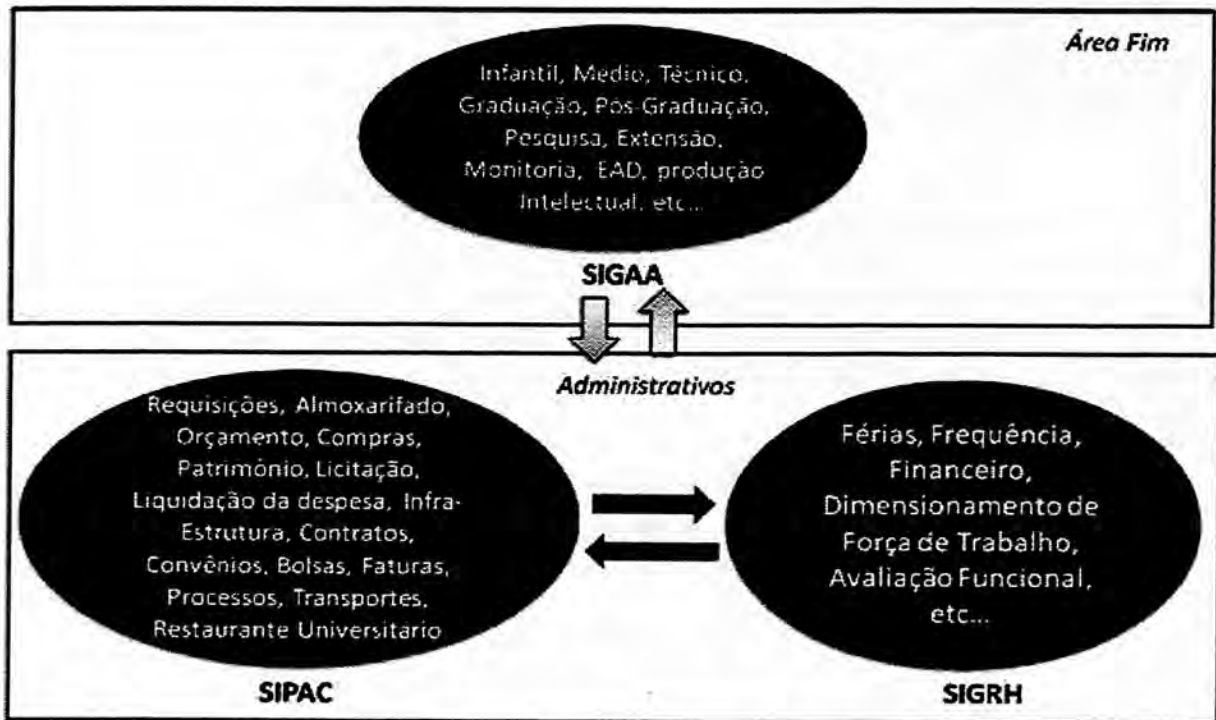 Área Fim
Infantil, Medio, Técnico,
Graduação, Pós-Graduação,
Pesquisa, Extensão,
Monitoria, EAD, produção
Intelectual, etc...
SIGAA
Administrativos
Requisições, Almoxarifado,
Orçamento, Compras,
Patrimônio, Licitação,
Liquidação da despesa, Infra-
Estrutura, Contratos,
Convênios, Bolsas, Faturas,
Processos, Transportes,
Restaurante Universitario
SIPAC
Férias, Frequência,
Financeiro,
Dimensionamento de
Força de Trabalho,
Avaliação Funcional,
etc...
SIGRH